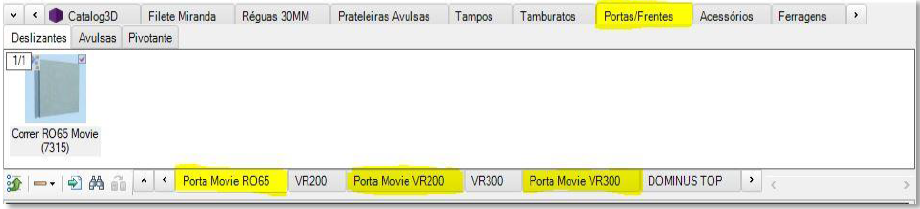 Catalog3D Filete Miranda Réguas 30MM Prateleiras Avulsas Tampos Tamburatos Portas/Frentes Acessórios Ferragens
Deslizantes Avulsas Pivotante
1/1
Correr RO65 Movie
(7315)
Porta Movie RO65 VR200 Porta Movie VR200 VR300 Porta Movie VR300 DOMINUS TOP